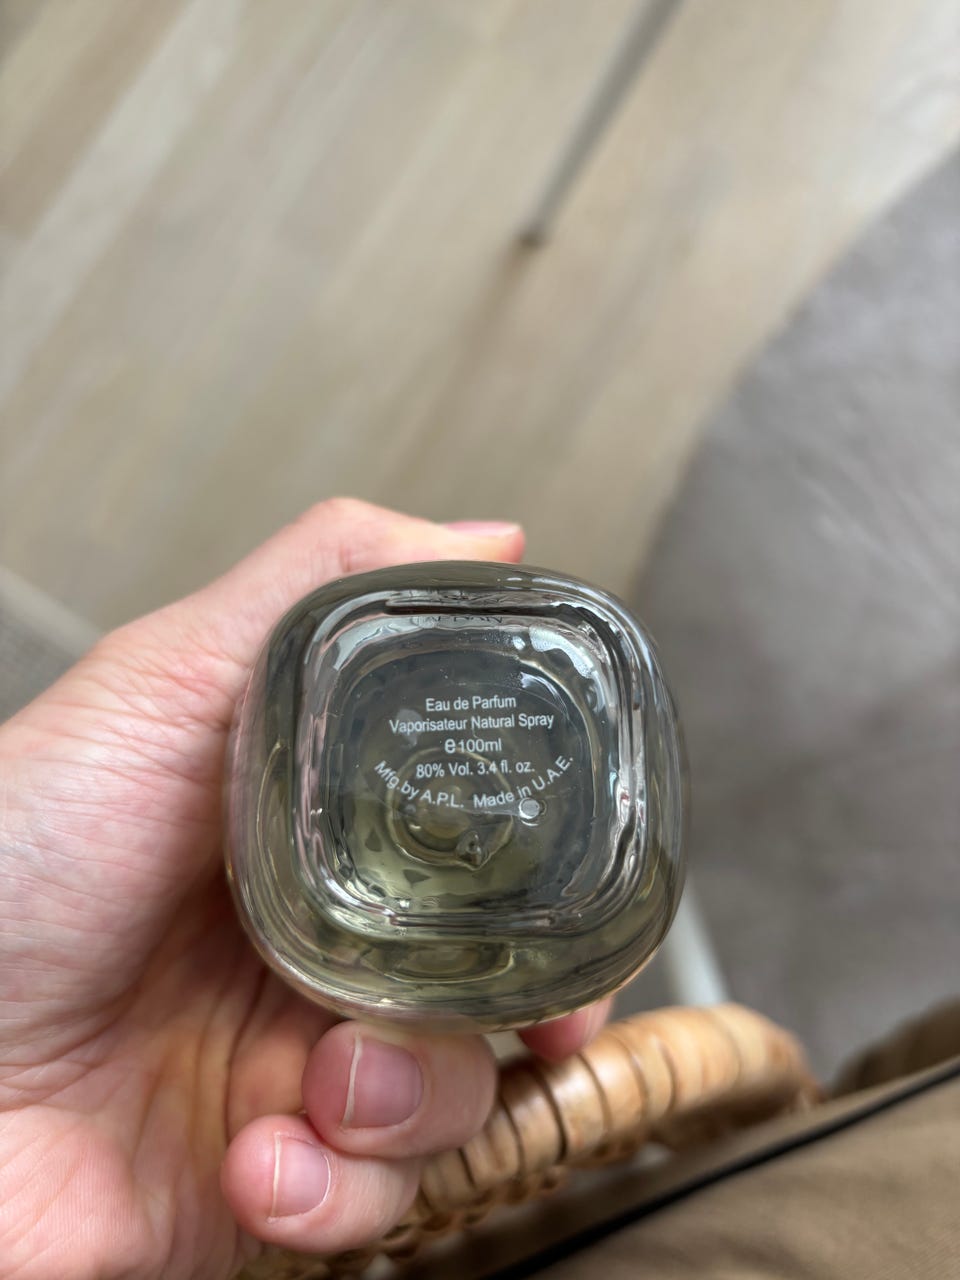 Eau de Parfum
Vaporisateur Natural Spray
℮100ml
80% Vol. 3.4 fl. oz.
Mfg.by A.P.L. Made in U.A.E.